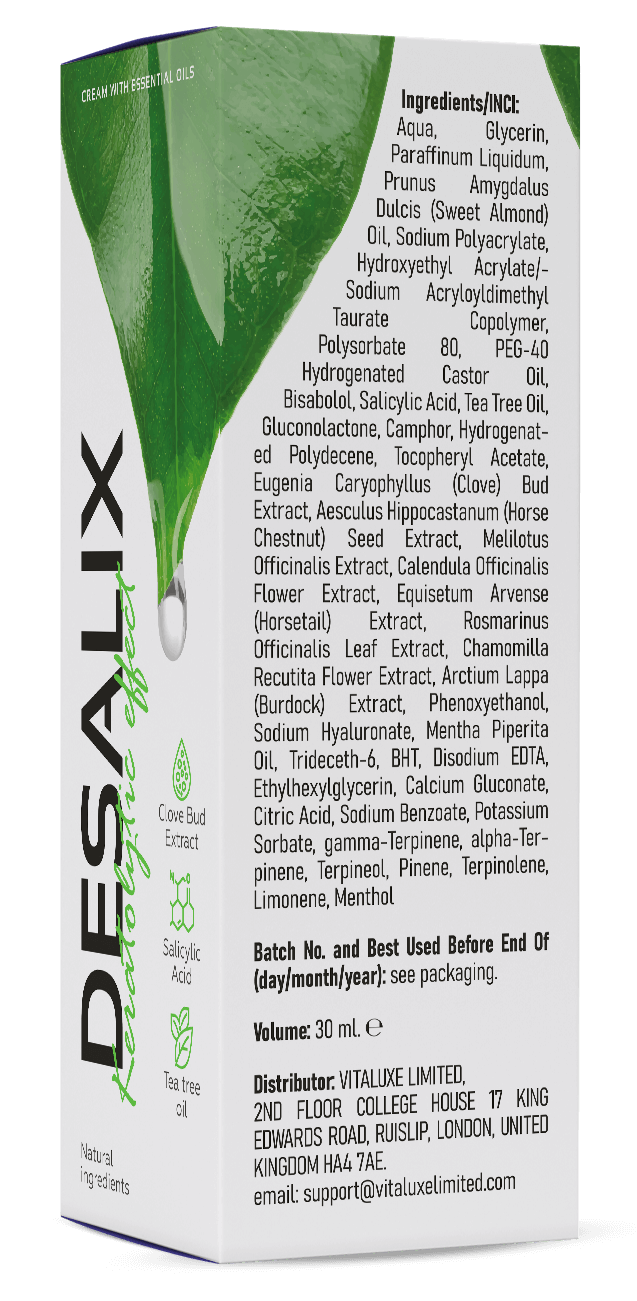 CREAM WITH ESSENTIAL OILS
DESALIX
Keratolytic effect
Clove Bud
Extract
Salicylic
Acid
Tea tree
oil
Natural
ingredients
Ingredients/INCI:
Aqua, Glycerin,
Paraffinum Liquidum,
Prunus Amygdalus
Dulcis (Sweet Almond)
Oil, Sodium Polyacrylate,
Hydroxyethyl Acrylate/-
Sodium Acryloyldimethyl
Taurate Copolymer,
Polysorbate 80, PEG-40
Hydrogenated Castor Oil,
Bisabolol, Salicylic Acid, Tea Tree Oil,
Gluconolactone, Camphor, Hydrogenat-
ed Polydecene, Tocopheryl Acetate,
Eugenia Caryophyllus (Clove) Bud
Extract, Aesculus Hippocastanum (Horse
Chestnut) Seed Extract, Melilotus
Officinalis Extract, Calendula Officinalis
Flower Extract, Equisetum Arvense
(Horsetail) Extract, Rosmarinus
Officinalis Leaf Extract, Chamomilla
Recutita Flower Extract, Arctium Lappa
(Burdock) Extract, Phenoxyethanol,
Sodium Hyaluronate, Mentha Piperita
Oil, Trideceth-6, BHT, Disodium EDTA,
Ethylhexylglycerin, Calcium Gluconate,
Citric Acid, Sodium Benzoate, Potassium
Sorbate, gamma-Terpinene, alpha-Ter-
pinene, Terpineol, Pinene, Terpinolene,
Limonene, Menthol
Batch No. and Best Used Before End Of
(day/month/year): see packaging.
Volume: 30 ml. ℮
Distributor: VITALUXE LIMITED,
2ND FLOOR COLLEGE HOUSE 17 KING
EDWARDS ROAD, RUISLIP, LONDON, UNITED
KINGDOM HA4 7AE.
email: support@vitaluxelimited.com